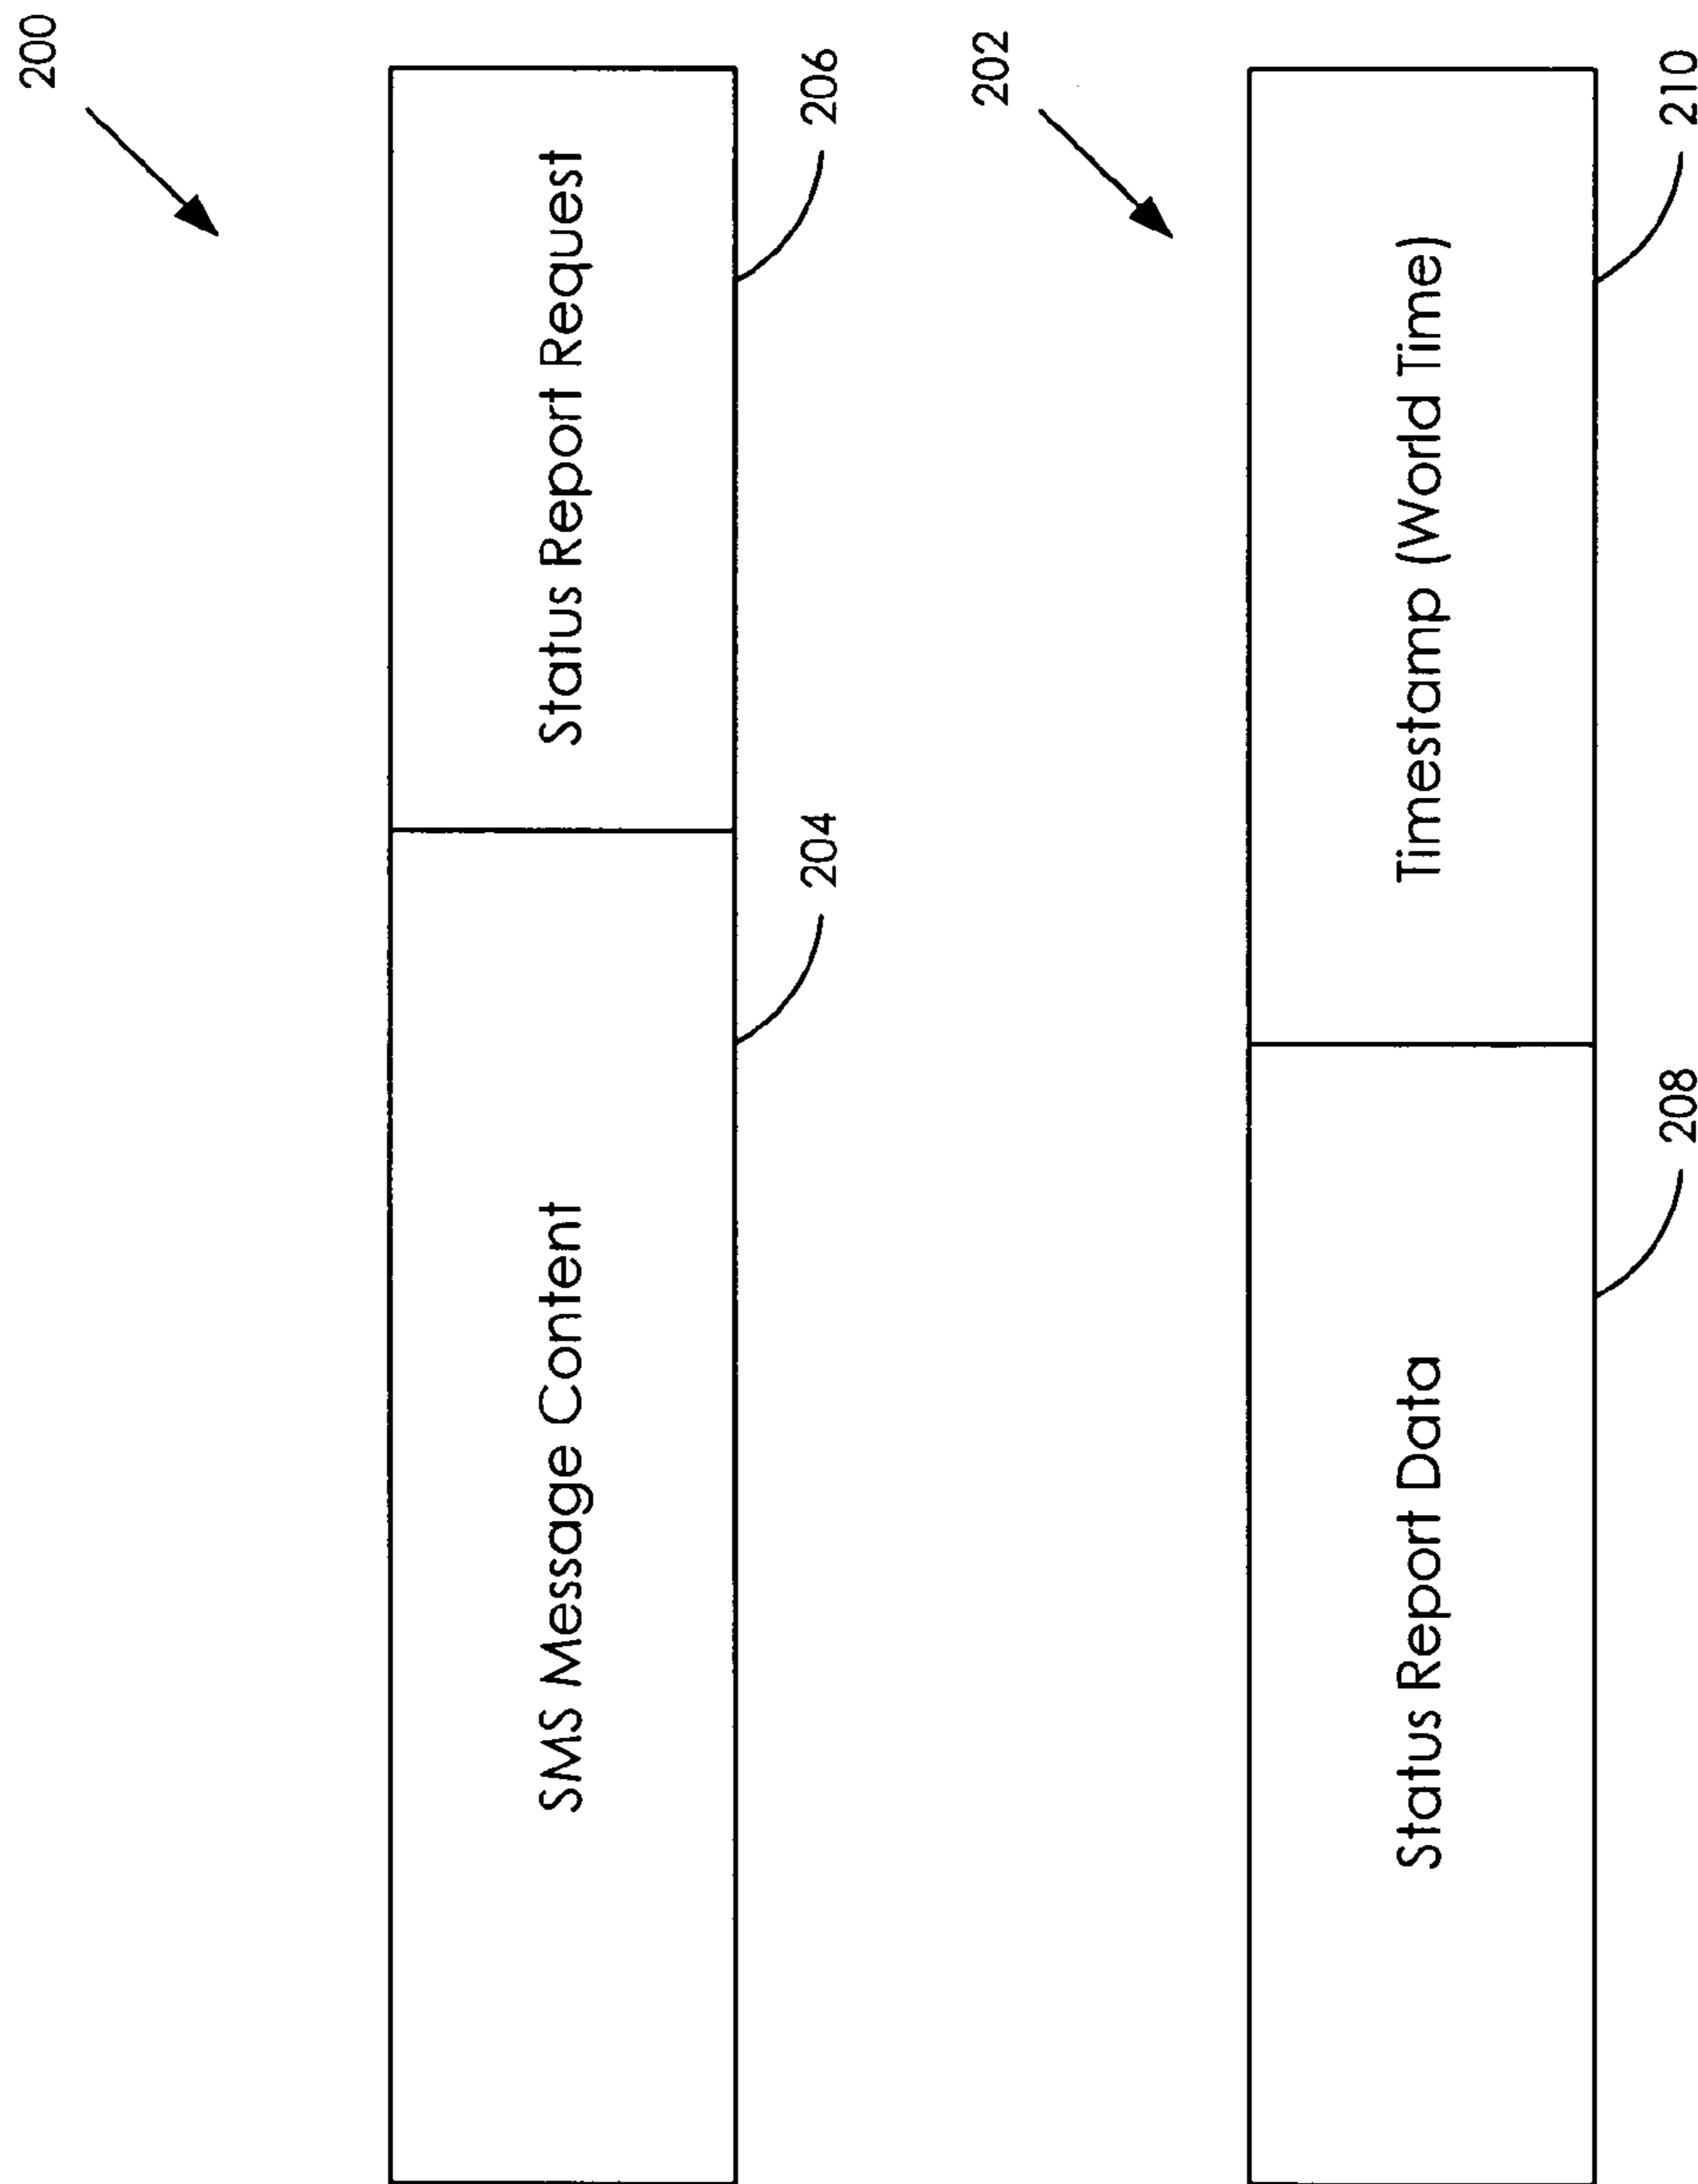 200
SMS Message Content
Status Report Request
204
206
202
Status Report Data
Timestamp (World Time)
208
210